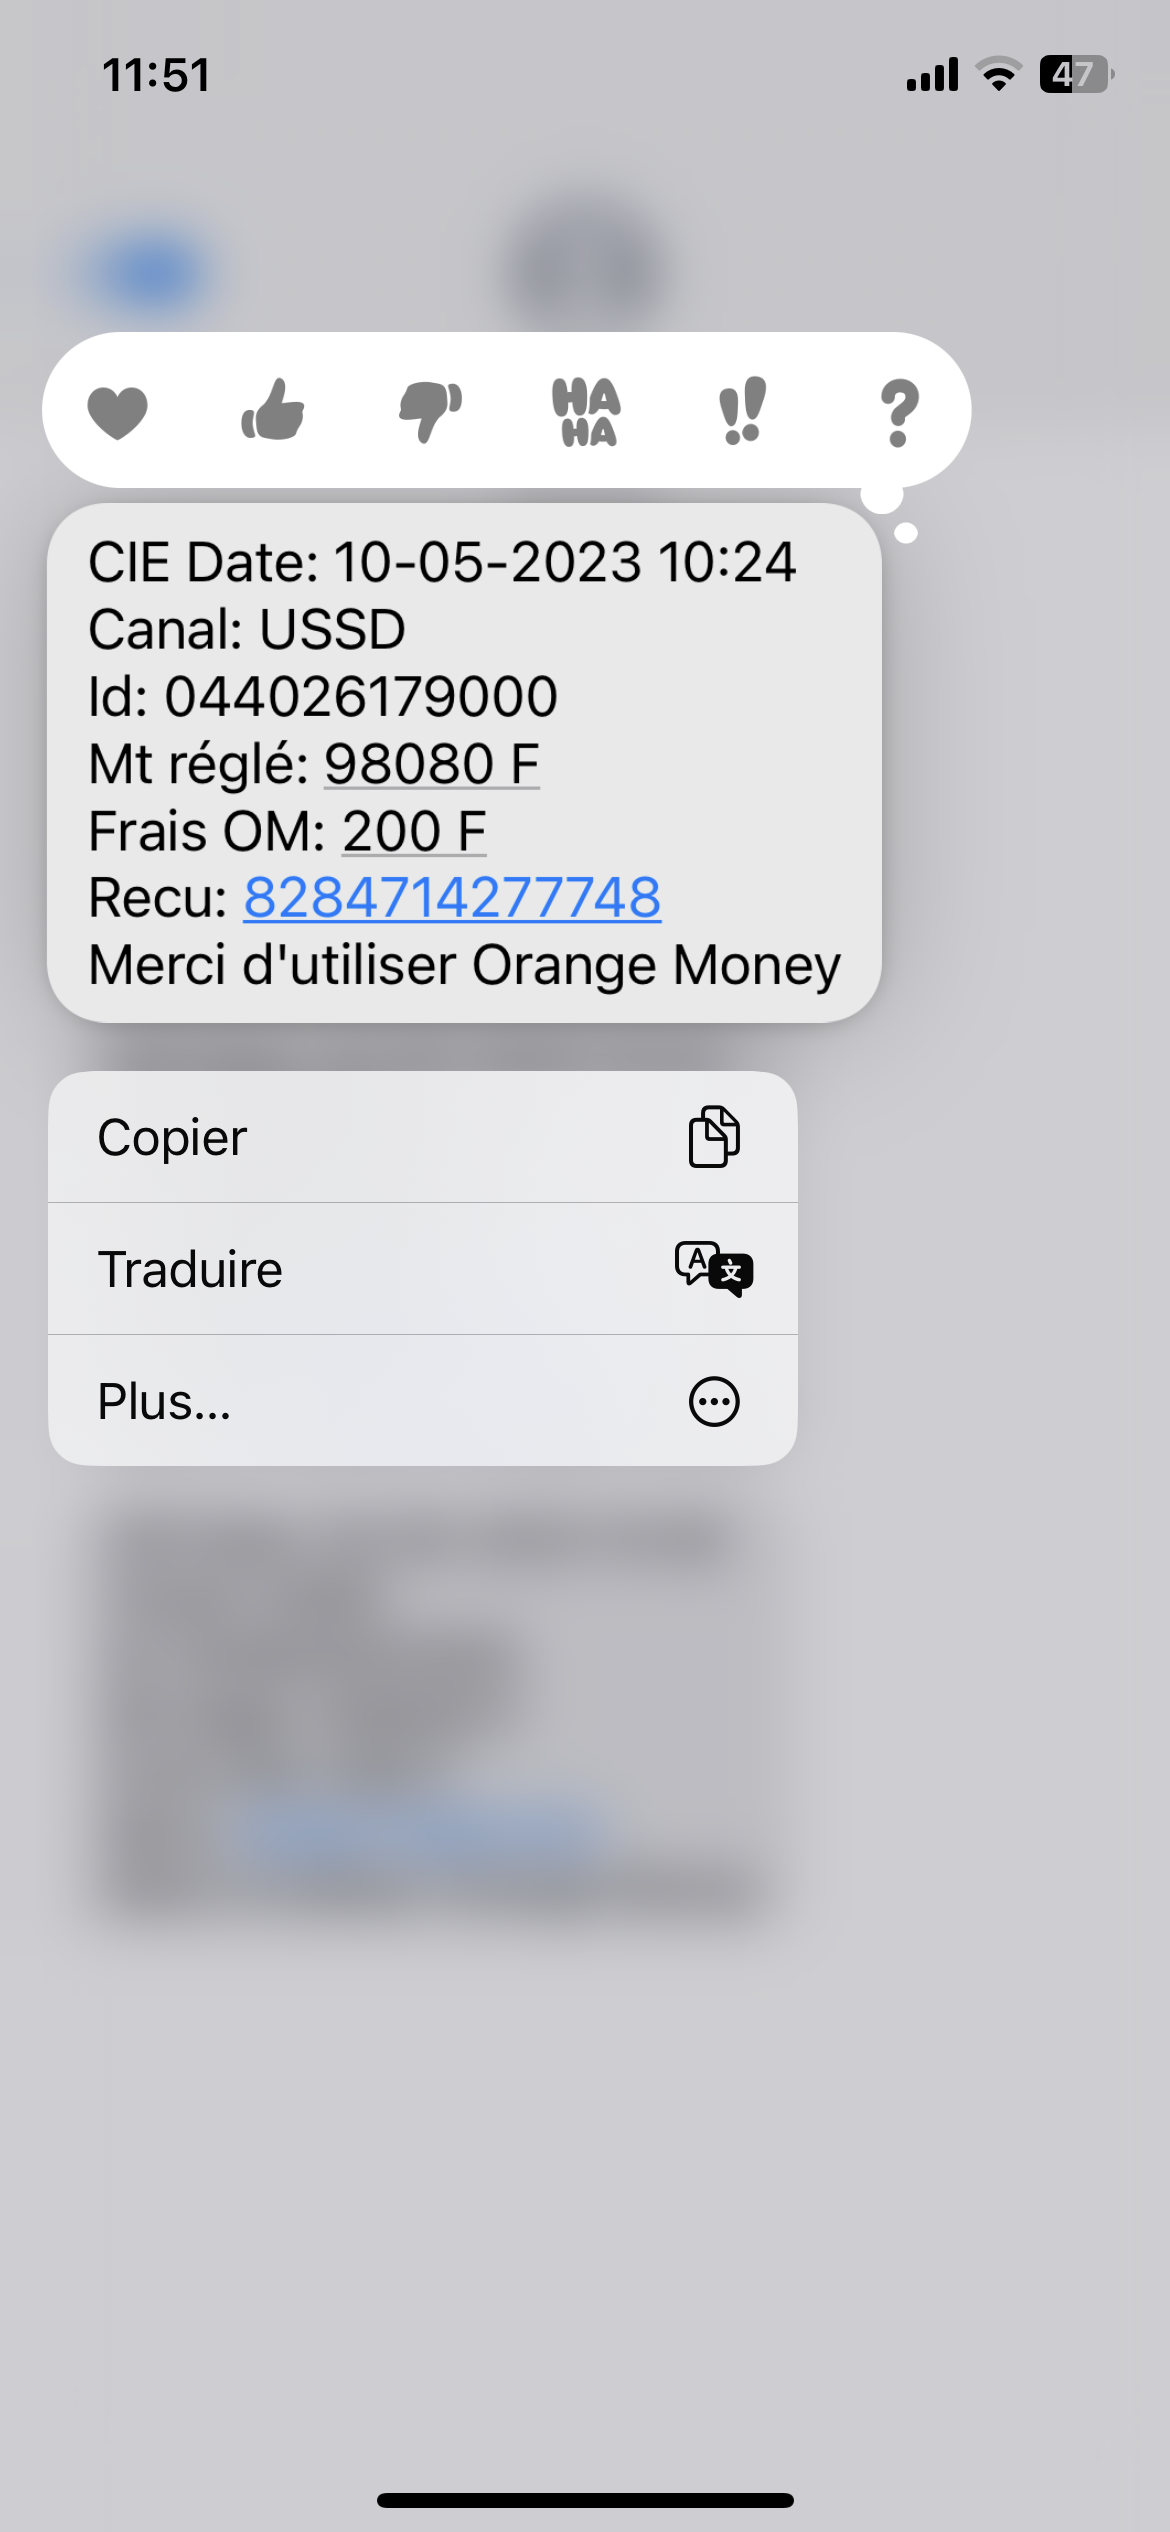 11:51
47
HA
HA
CIE Date: 10-05-2023 10:24
Canal: USSD
Id: 044026179000
Mt réglé: 98080 F
Frais OM: 200 F
Recu: 8284714277748
Merci d'utiliser Orange Money
Copier
Traduire
A 文
Plus...